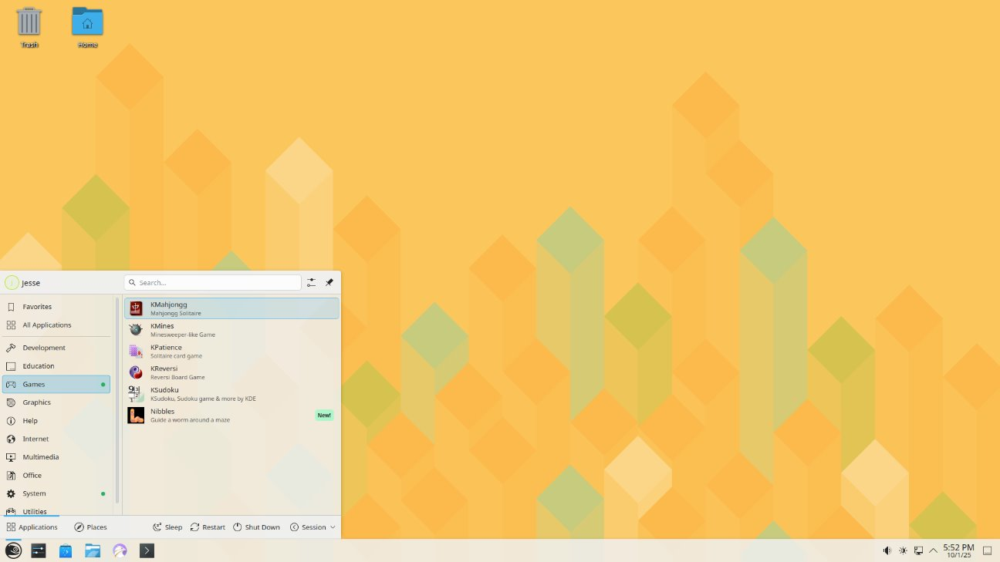 Trash
Home
Jesse
Search...
Favorites
All Applications
Development
Education
Games
Graphics
Help
Internet
Multimedia
Office
System
Utilities
KMahjongg
Mahjongg Solitaire
KMines
Minesweeper-like Game
KPatience
Solitaire card game
KReversi
Reversi Board Game
KSudoku
KSudoku, Sudoku game & more by KDE
Nibbles
Guide a worm around a maze
New!
Applications
Places
Sleep
Restart
Shut Down
Session
5:52 PM
10/1/25